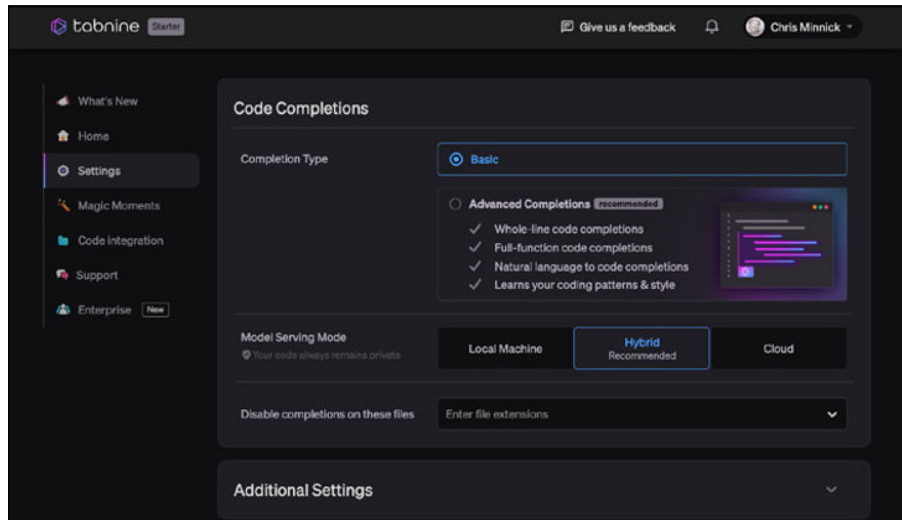 tabnine Starter
Give us a feedback
Chris Minnick
What's New
Home
Settings
Magic Moments
Code integration
Support
Enterprise New
Code Completions
Completion Type
Basic
Advanced Completions recommended
Whole-line code completions
Full-function code completions
Natural language to code completions
Learns your coding patterns & style
Model Serving Mode
Your code always remains private
Local Machine
Hybrid
Recommended
Cloud
Disable completions on these files
Enter file extensions
Additional Settings